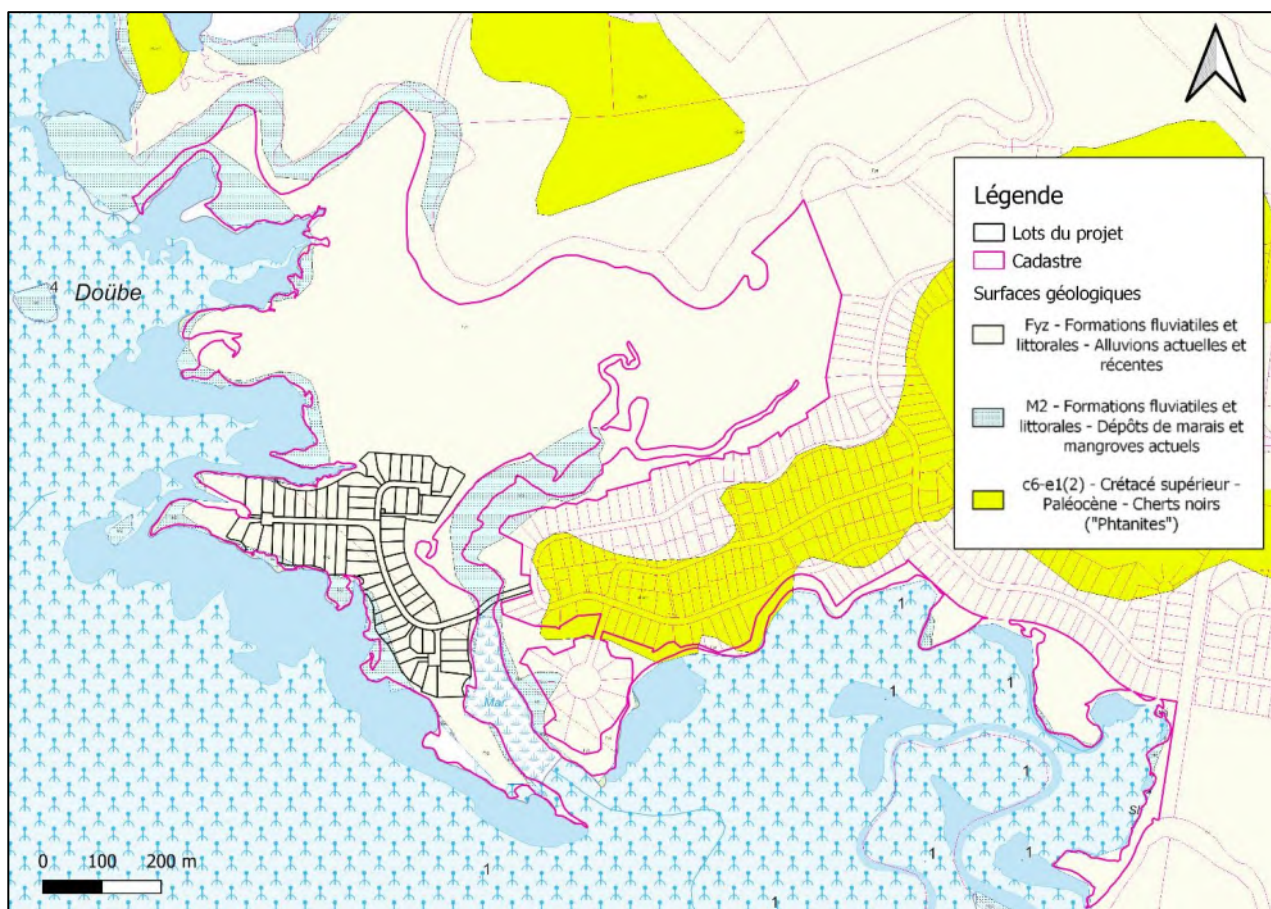 Doübe
4
Légende
Lots du projet
Cadastre
Surfaces géologiques
Fyz - Formations fluviatiles et
littorales - Alluvions actuelles et
récentes
M2 - Formations fluviatiles et
littorales - Dépôts de marais et
mangroves actuels
c6-e1(2) - Crétacé supérieur -
Paléocène - Cherts noirs
("Phtanites")
1
1
1
1
1
1
1
1
0 100 200 m